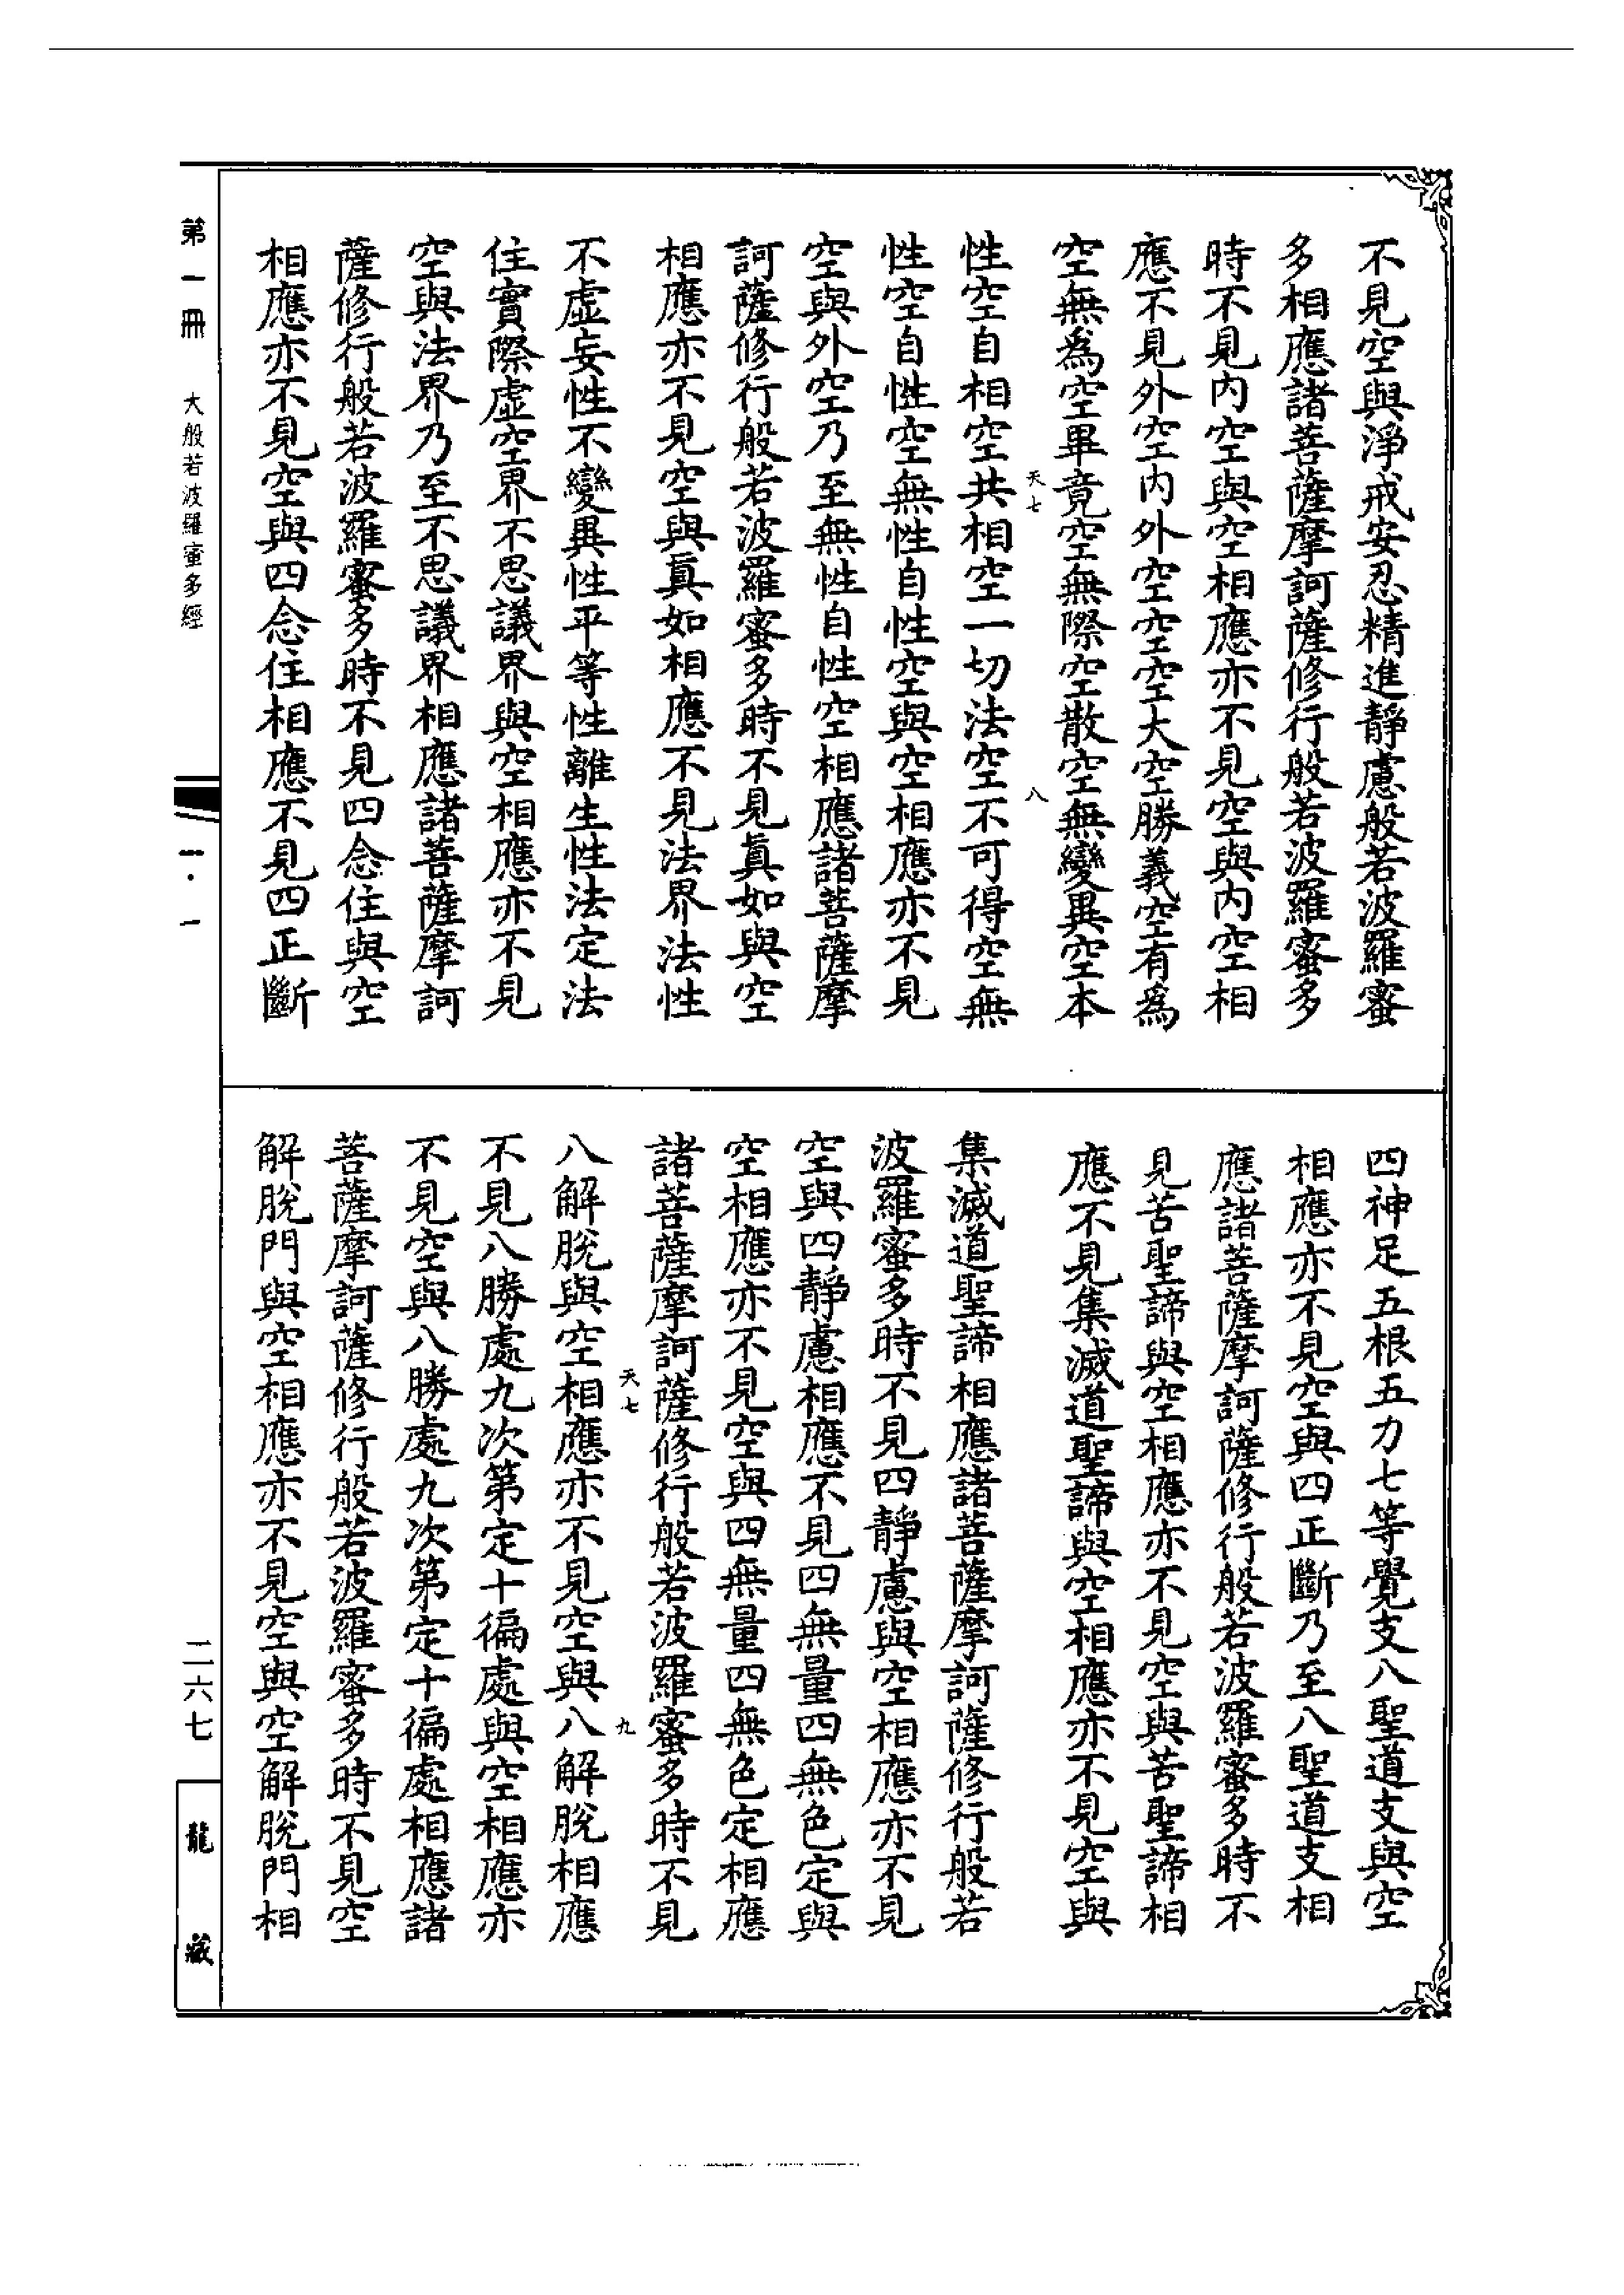 不見空與淨戒安忍精進靜慮般若波羅蜜
多相應諸菩薩摩訶薩修行般若波羅蜜多
時不見內空與空相應亦不見空與內空相
應不見外空內外空空空大空勝義空有為
空無為空畢竟空無際空散空無變異空本
天七
八
性空自相空共相空一切法空不可得空無
性空自性空無性自性空與空相應亦不見
空與外空乃至無性自性空相應諸菩薩摩
訶薩修行般若波羅蜜多時不見真如與空
相應亦不見空與真如相應不見法界法性
不虛妄性不變異性平等性離生性法定法
住實際虛空界不思議界與空相應亦不見
空與法界乃至不思議界相應諸菩薩摩訶
薩修行般若波羅蜜多時不見四念住與空
相應亦不見空與四念住相應不見四正斷
四神足五根五力七等覺支八聖道支與空
相應亦不見空與四正斷乃至八聖道支相
應諸菩薩摩訶薩修行般若波羅蜜多時不
見苦聖諦與空相應亦不見空與苦聖諦相
應不見集滅道聖諦與空相應亦不見空與
集滅道聖諦相應諸菩薩摩訶薩修行般若
波羅蜜多時不見四靜慮與空相應亦不見
空與四靜慮相應不見四無量四無色定與
空相應亦不見空與四無量四無色定相應
諸菩薩摩訶薩修行般若波羅蜜多時不見
天七
九
八解脫與空相應亦不見空與八解脫相應
不見八勝處九次第定十徧處與空相應亦
不見空與八勝處九次第定十徧處相應諸
菩薩摩訶薩修行般若波羅蜜多時不見空
解脫門與空相應亦不見空與空解脫門相
第一冊
大般若波羅蜜多經
一·一
二六七
龍藏